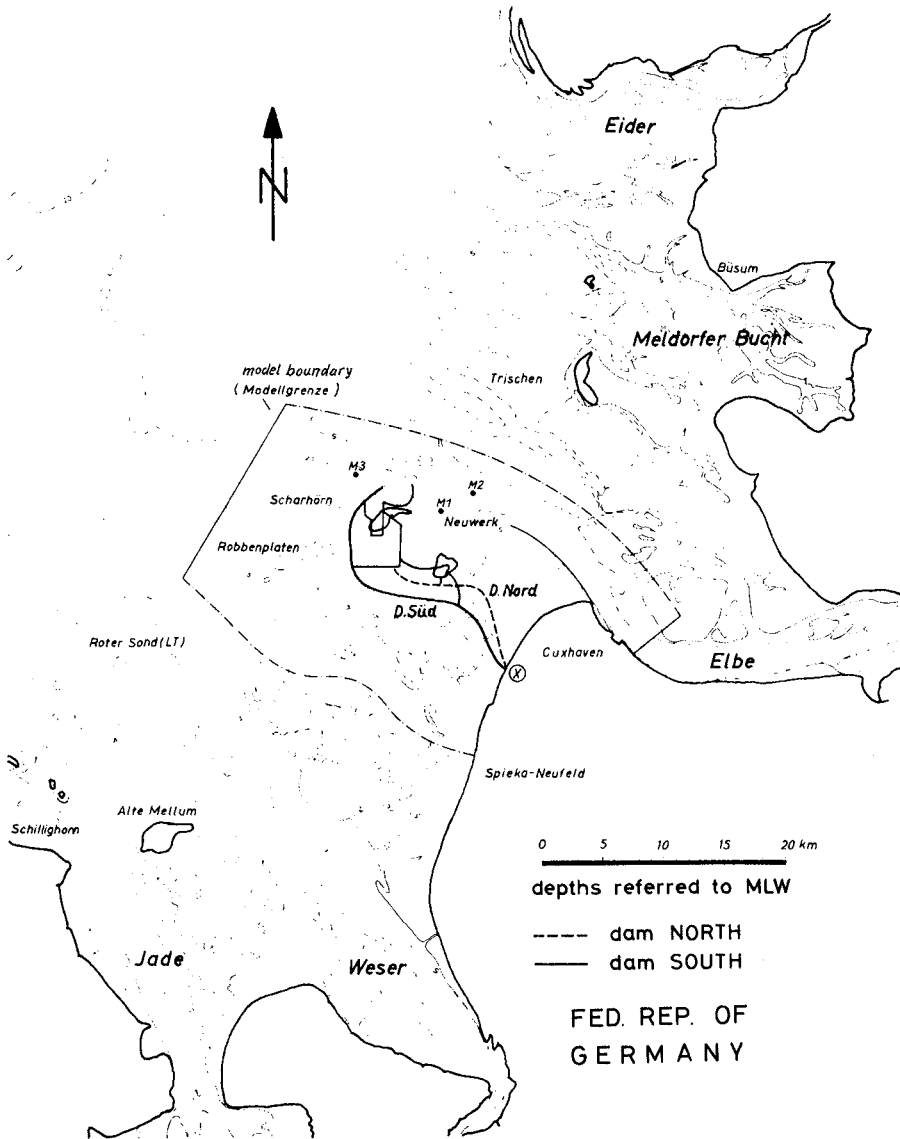 Eider
N
Büsum
Meldorfer Bucht
model boundary
(Modellgrenze)
Trischen
M3
M2
Scharhörn
M1
Neuwerk
Robbenplaten
D.Nord
D.Süd
Roter Sand(LT)
Cuxhaven
Elbe
X
Spieka-Neufeld
Alte Mellum
Schillighorn
0 5 10 15 20 km
depths referred to MLW
dam NORTH
dam SOUTH
Jade
Weser
FED. REP. OF
GERMANY